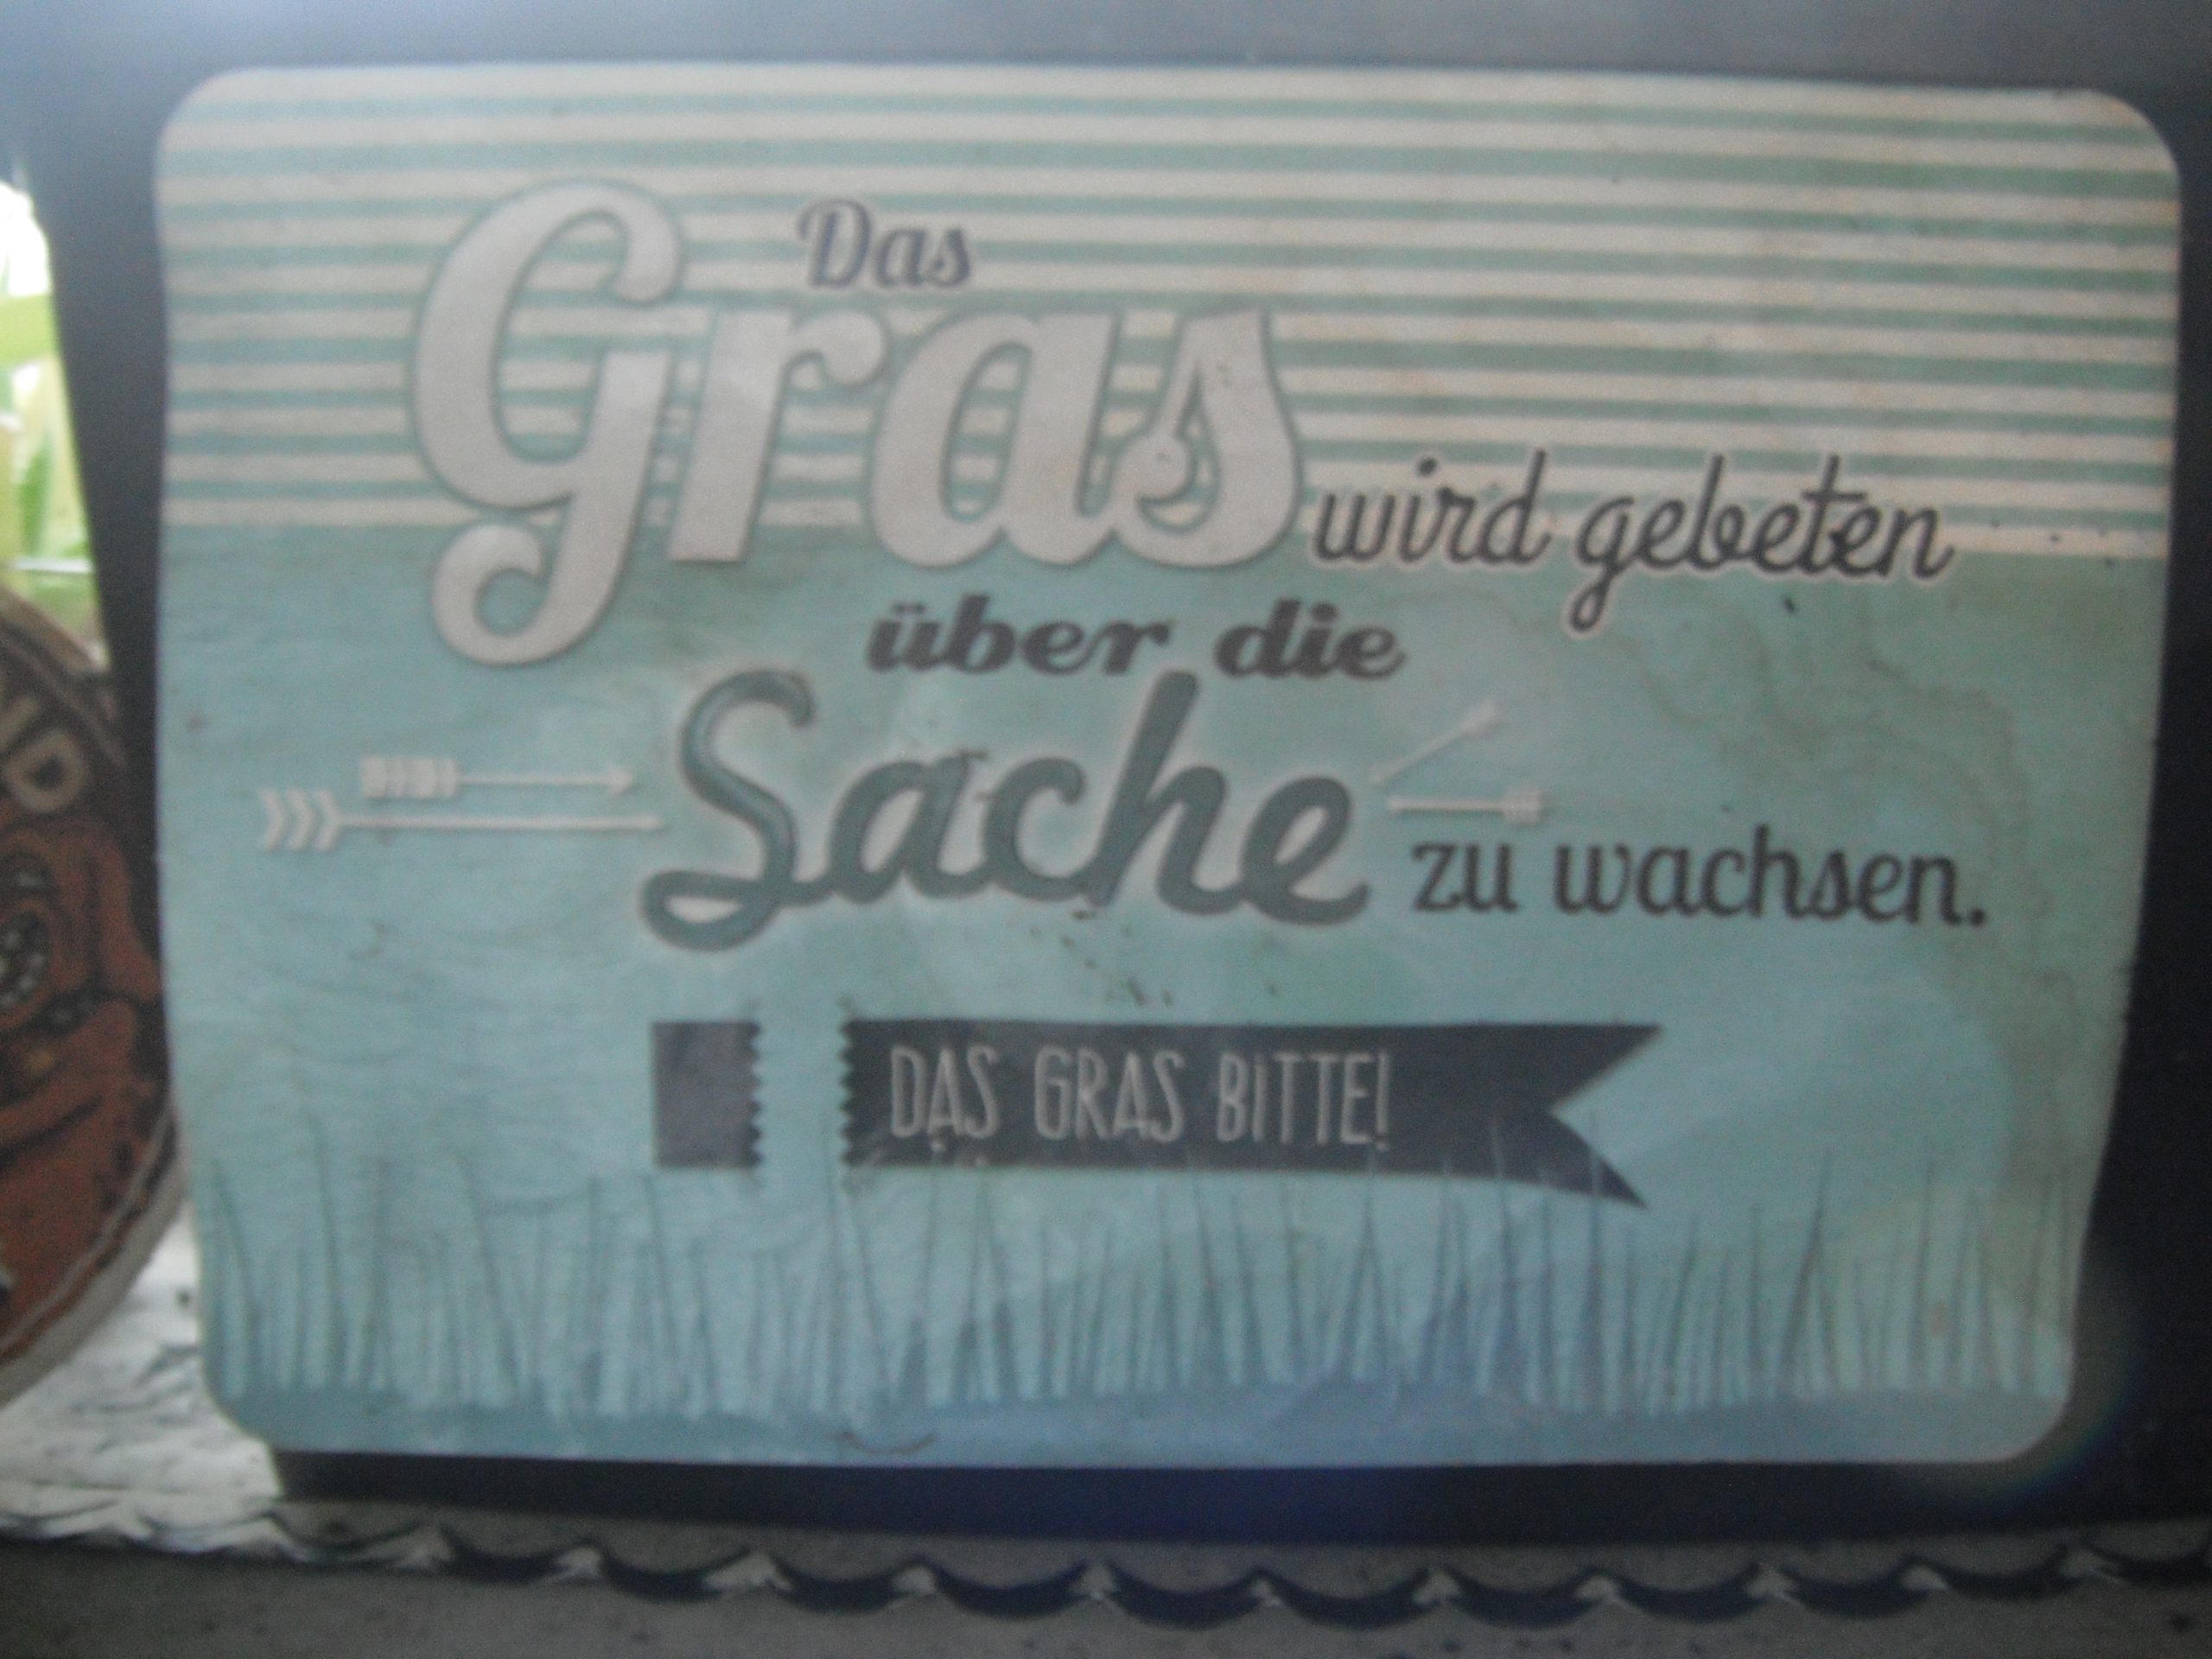 Das
Gras wird gebeten
über die
Sache zu wachsen.
DAS GRAS BITTE!